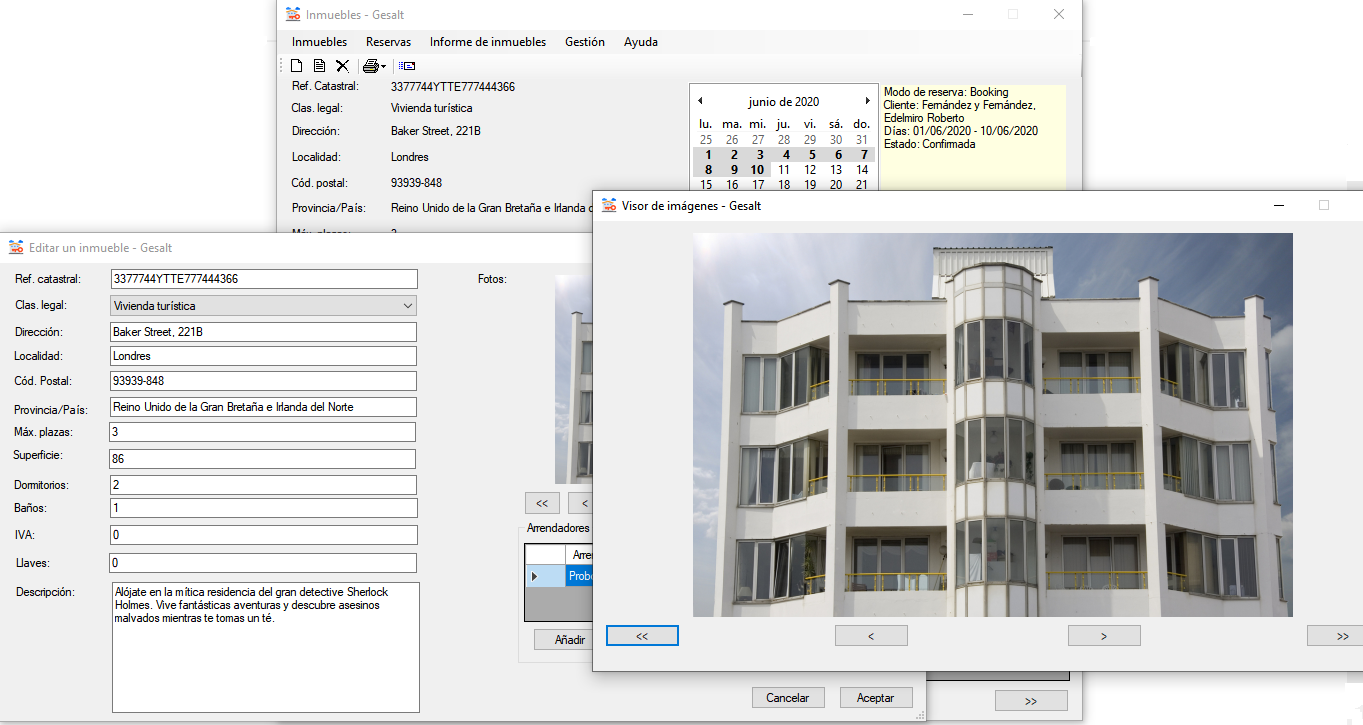 Inmuebles - Gesalt
Inmuebles Reservas Informe de inmuebles Gestión Ayuda
Ref. Catastral: 3377744YTTE777444366
Clas. legal: Vivienda turística
Dirección: Baker Street, 221B
Localidad: Londres
Cód. postal: 93939-848
Provincia/País: Reino Unido de la Gran Bretaña e Irlanda d
junio de 2020
lu. ma. mi. ju. vi. sá. do.
25 26 27 28 29 30 31
1 2 3 4 5 6 7
8 9 10 11 12 13 14
15 16 17 18 19 20 21
Modo de reserva: Booking
Cliente: Fernández y Fernández,
Edelmiro Roberto
Días: 01/06/2020 - 10/06/2020
Estado: Confirmada
Visor de imágenes - Gesalt
<< < > >>
Editar un inmueble - Gesalt
Ref. catastral: 3377744YTTE777444366
Clas. legal: Vivienda turística
Dirección: Baker Street, 221B
Localidad: Londres
Cód. Postal: 93939-848
Provincia/País: Reino Unido de la Gran Bretaña e Irlanda del Norte
Máx. plazas: 3
Superficie: 86
Dormitorios: 2
Baños: 1
IVA: 0
Llaves: 0
Descripción: Alójate en la mítica residencia del gran detective Sherlock
Holmes. Vive fantásticas aventuras y descubre asesinos
malvados mientras te tomas un té.
Fotos:
<< <
Arrendadores
Arre
Probo
Añadir
Cancelar Aceptar
>>